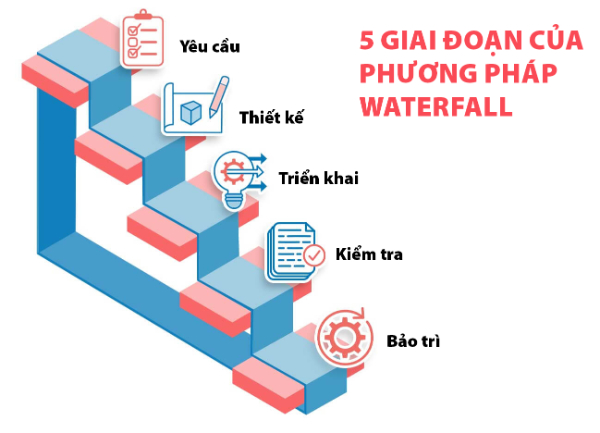 5 GIAI ĐOẠN CỦA
PHƯƠNG PHÁP
WATERFALL
Yêu cầu
Thiết kế
Triển khai
Kiểm tra
Bảo trì